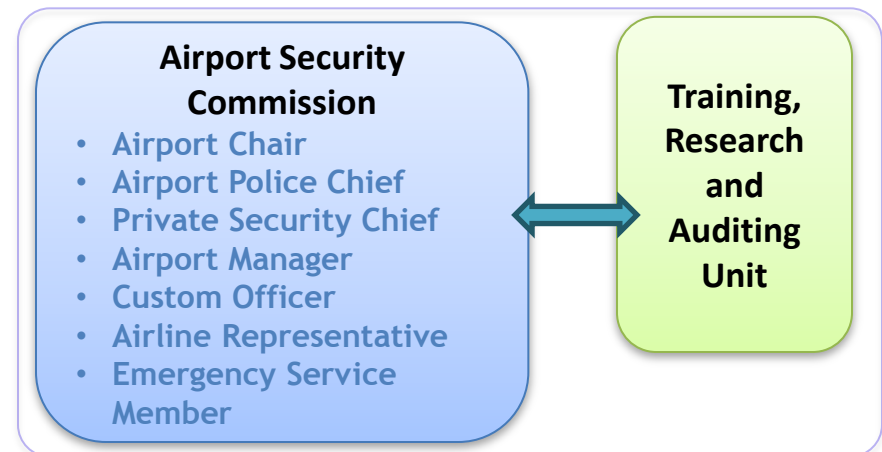 Airport Security
Commission
• Airport Chair
• Airport Police Chief
• Private Security Chief
• Airport Manager
• Custom Officer
• Airline Representative
• Emergency Service
Member
Training,
Research
and
Auditing
Unit